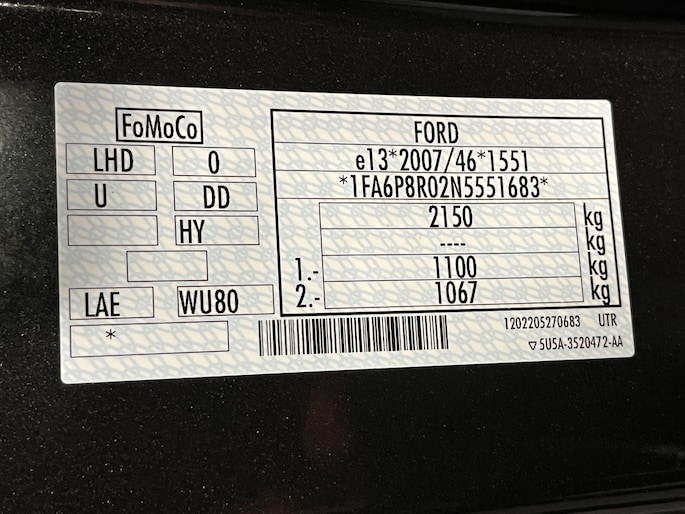 FoMoCo
LHD 0
U DD
HY
LAE WU80
*
FORD
e13*2007/46*1551
*1FA6P8R02N5551683*
2150 kg
---- kg
1.- 1100 kg
2.- 1067 kg
1202205270683 UTR
▽ 5U5A-3520472-AA